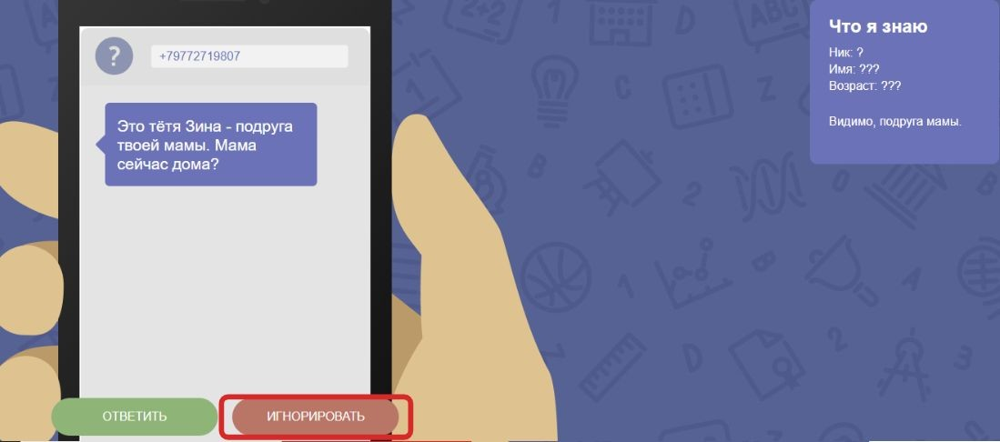 +79772719807
Это тётя Зина - подруга
твоей мамы. Мама
сейчас дома?
ОТВЕТИТЬ
ИГНОРИРОВАТЬ
Что я знаю
Ник: ?
Имя: ???
Возраст: ???
Видимо, подруга мамы.